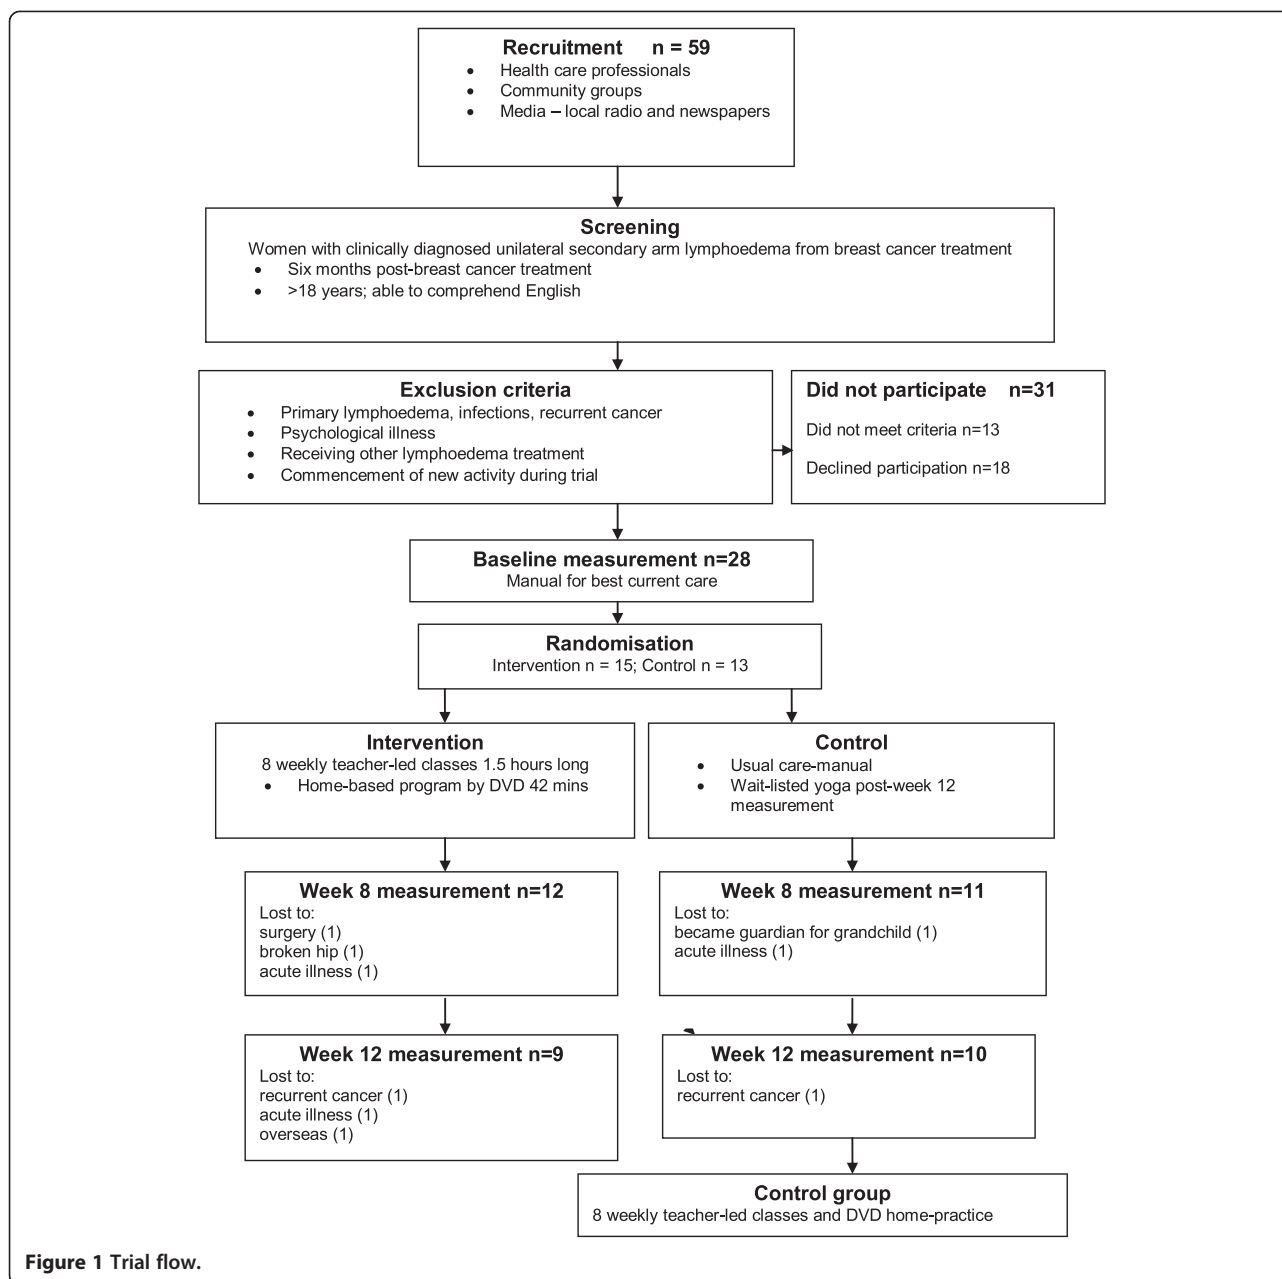 Recruitment n = 59
• Health care professionals
• Community groups
• Media – local radio and newspapers
Screening
Women with clinically diagnosed unilateral secondary arm lymphoedema from breast cancer treatment
• Six months post-breast cancer treatment
• >18 years; able to comprehend English
Exclusion criteria
• Primary lymphoedema, infections, recurrent cancer
• Psychological illness
• Receiving other lymphoedema treatment
• Commencement of new activity during trial
Did not participate n=31
Did not meet criteria n=13
Declined participation n=18
Baseline measurement n=28
Manual for best current care
Randomisation
Intervention n = 15; Control n = 13
Intervention
8 weekly teacher-led classes 1.5 hours long
• Home-based program by DVD 42 mins
Control
• Usual care-manual
• Wait-listed yoga post-week 12
measurement
Week 8 measurement n=12
Lost to:
surgery (1)
broken hip (1)
acute illness (1)
Week 8 measurement n=11
Lost to:
became guardian for grandchild (1)
acute illness (1)
Week 12 measurement n=9
Lost to:
recurrent cancer (1)
acute illness (1)
overseas (1)
Week 12 measurement n=10
Lost to:
recurrent cancer (1)
Control group
8 weekly teacher-led classes and DVD home-practice
Figure 1 Trial flow.